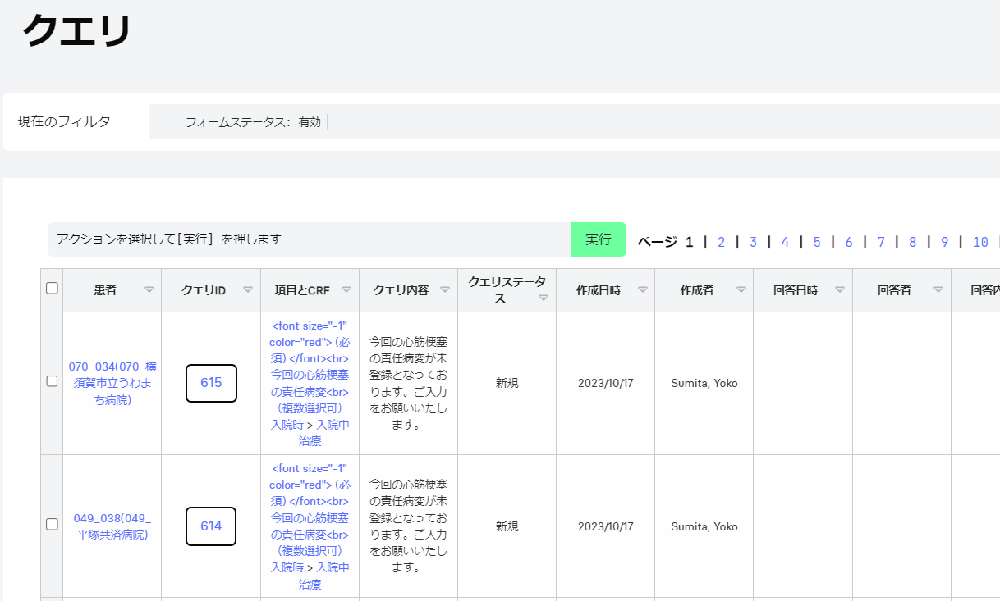 クエリ
現在のフィルタ
フォームステータス: 有効
アクションを選択して[実行] を押します
実行
ページ 1 | 2 | 3 | 4 | 5 | 6 | 7 | 8 | 9 | 10 |
患者
クエリID
項目とCRF
クエリ内容
クエリステータ
ス
作成日時
作成者
回答日時
回答者
回答内
070_034(070_横
須賀市立うわま
ち病院)
615
<font size="-1"
color="red"> (必
須) </font><br>
今回の心筋梗塞
の責任病変<br>
(複数選択可)
入院時 > 入院中
治療
今回の心筋梗塞
の責任病変が未
登録となってお
ります。ご入力
をお願いいたし
ます。
新規
2023/10/17
Sumita, Yoko
049_038(049_
平塚共済病院)
614
<font size="-1"
color="red"> (必
須) </font><br>
今回の心筋梗塞
の責任病変<br>
(複数選択可)
入院時 > 入院中
治療
今回の心筋梗塞
の責任病変が未
登録となってお
ります。ご入力
をお願いいたし
ます。
新規
2023/10/17
Sumita, Yoko